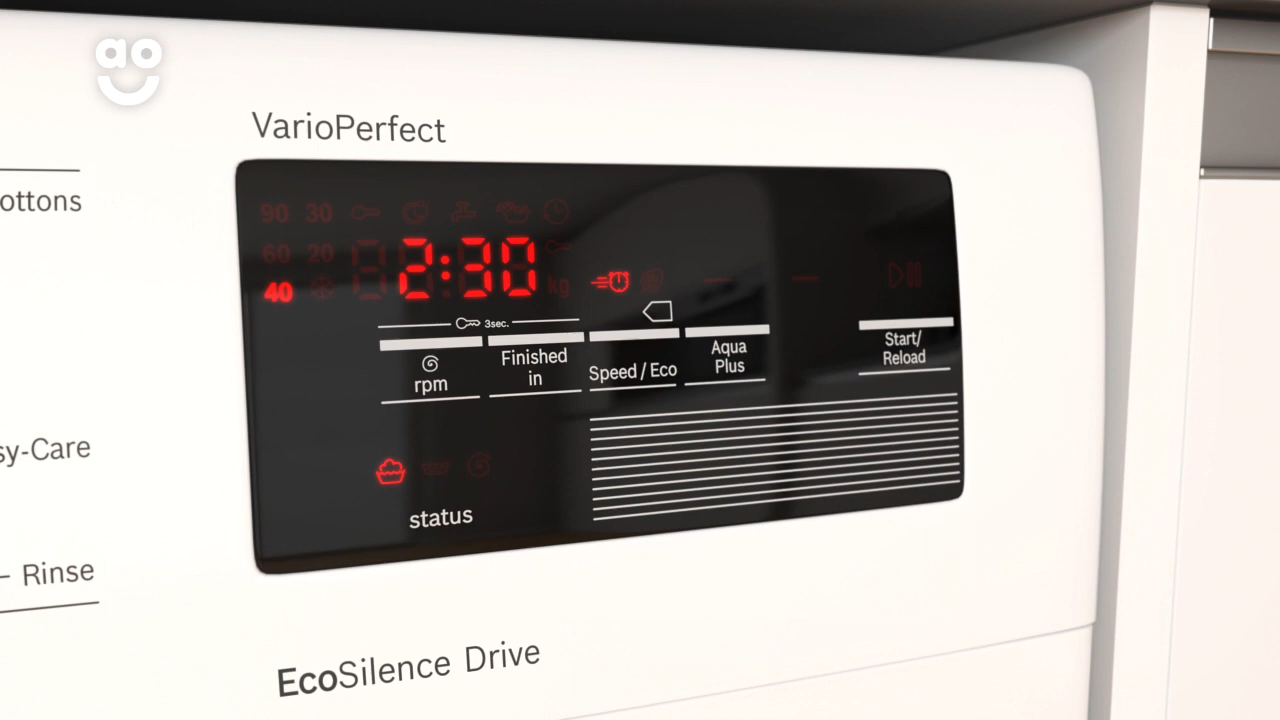 ao
VarioPerfect
ottons
90 30
60 20
40
2:30
kg
3sec.
rpm
Finished
in
Speed / Eco
Aqua
Plus
Start/
Reload
sy-Care
status
– Rinse
EcoSilence Drive